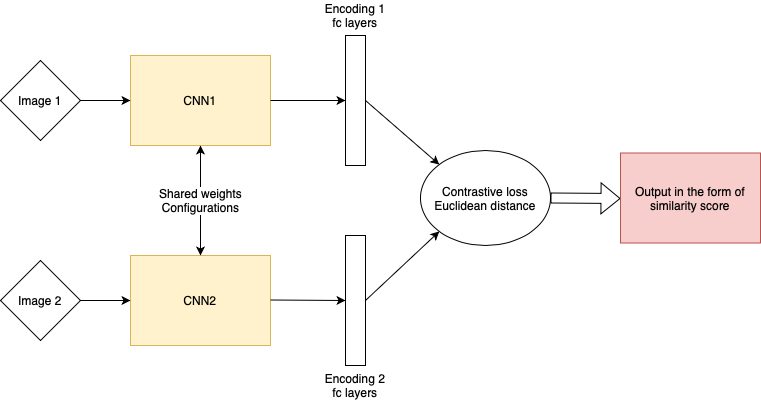 Encoding 1
fc layers
Image 1
CNN1
Shared weights
Configurations
Contrastive loss
Euclidean distance
Output in the form of
similarity score
Image 2
CNN2
Encoding 2
fc layers